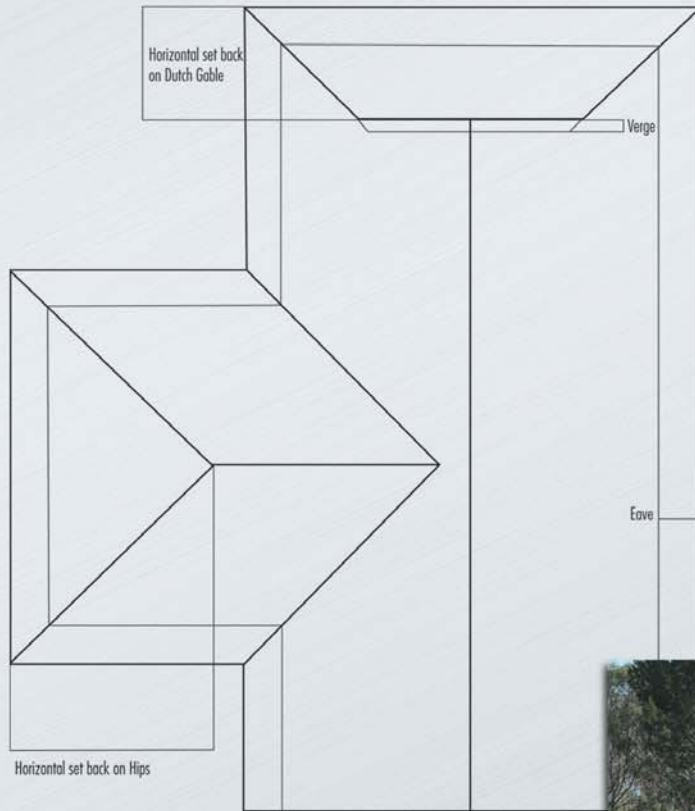 Horizontal set back
on Dutch Gable
Verge
Eave
Horizontal set back on Hips